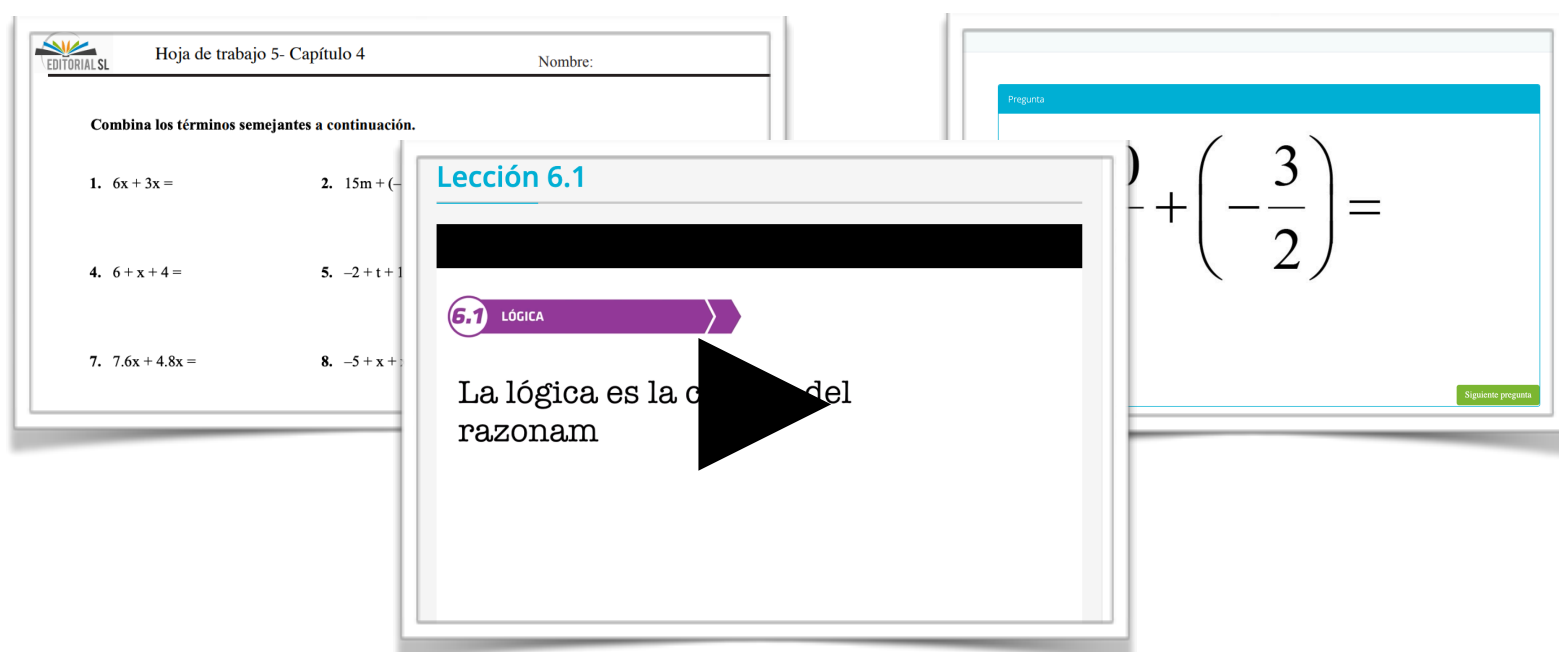 EDITORIAL SL
Hoja de trabajo 5- Capítulo 4
Nombre:
Combina los términos semejantes a continuación.
1. 6x + 3x =
2. 15m + (–
4. 6 + x + 4 =
5. –2 + t + 1
7. 7.6x + 4.8x =
8. –5 + x +
Lección 6.1
6.1 LÓGICA
La lógica es la del
razonam
Pregunta
+ ( – 3/2 ) =
Siguiente pregunta